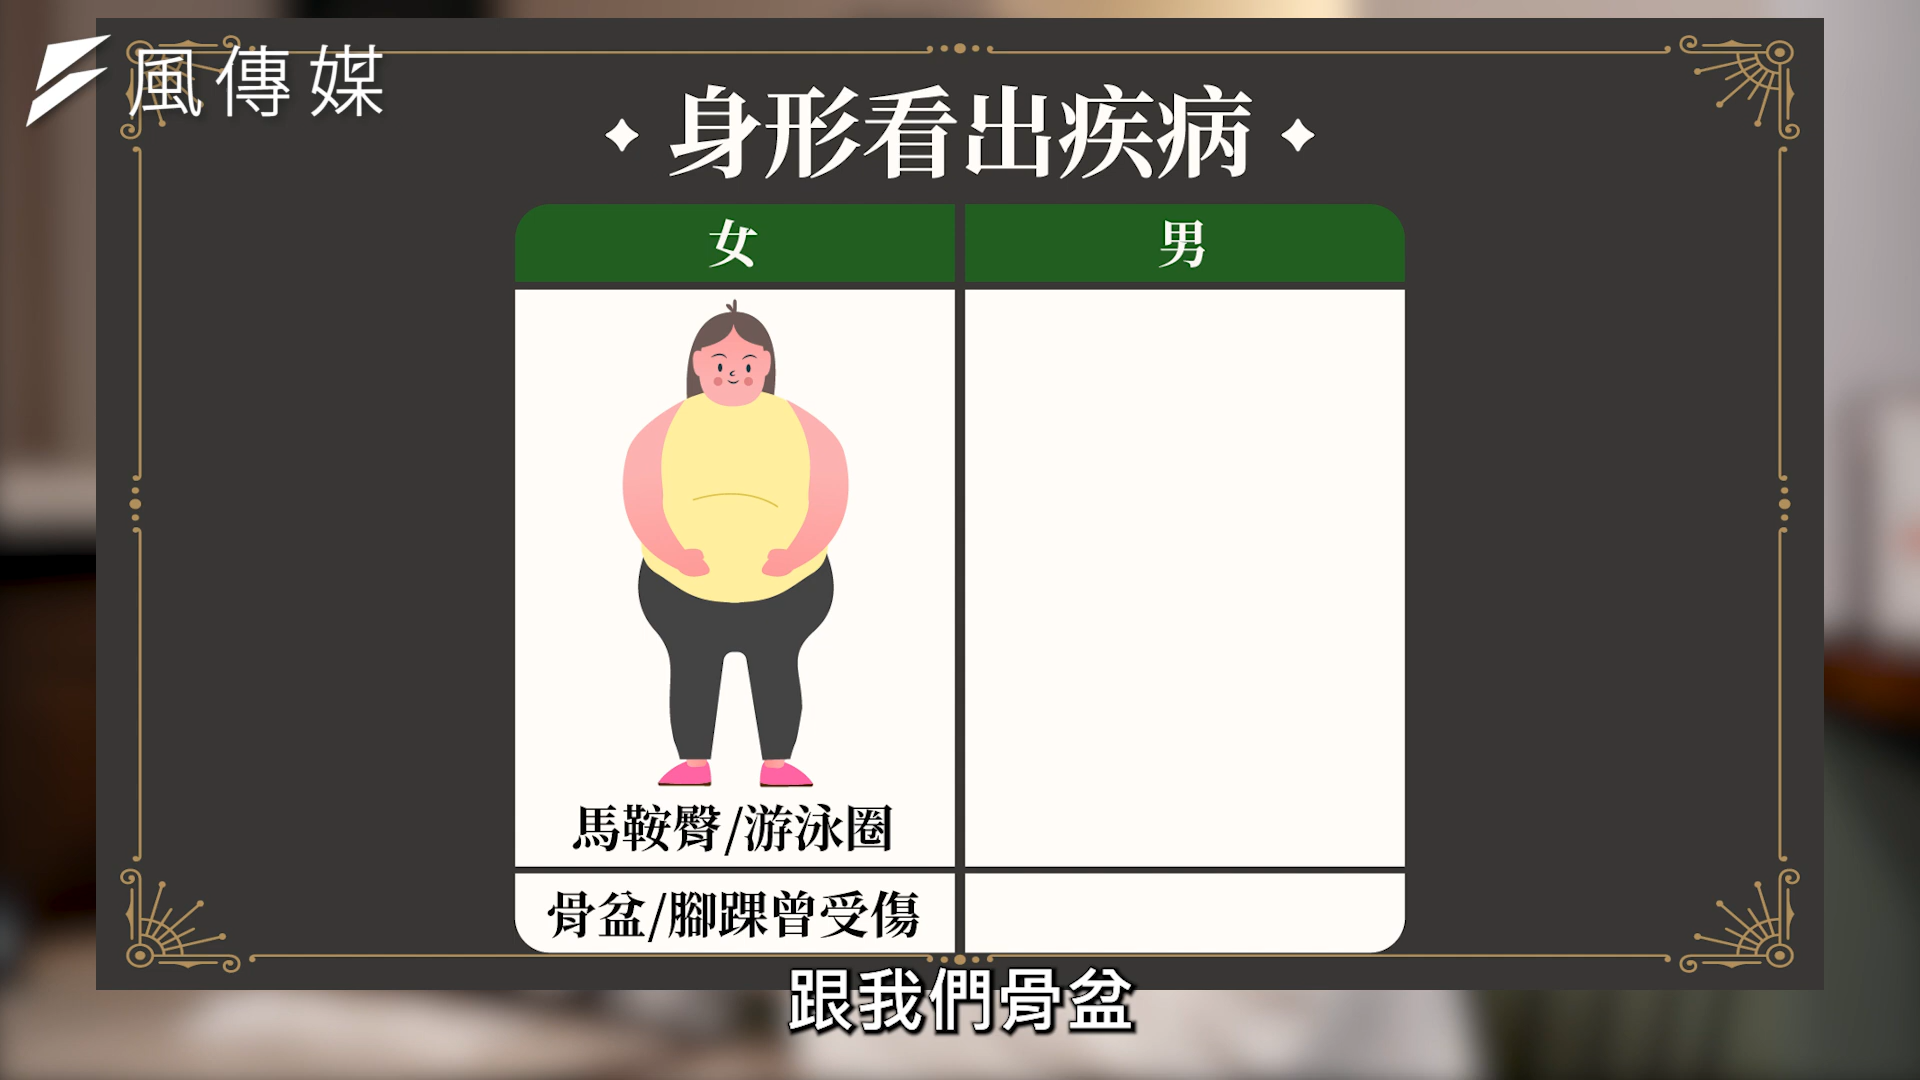 風傳媒
身形看出疾病
女
男
馬鞍臀/游泳圈
骨盆/腳踝曾受傷
跟我們骨盆